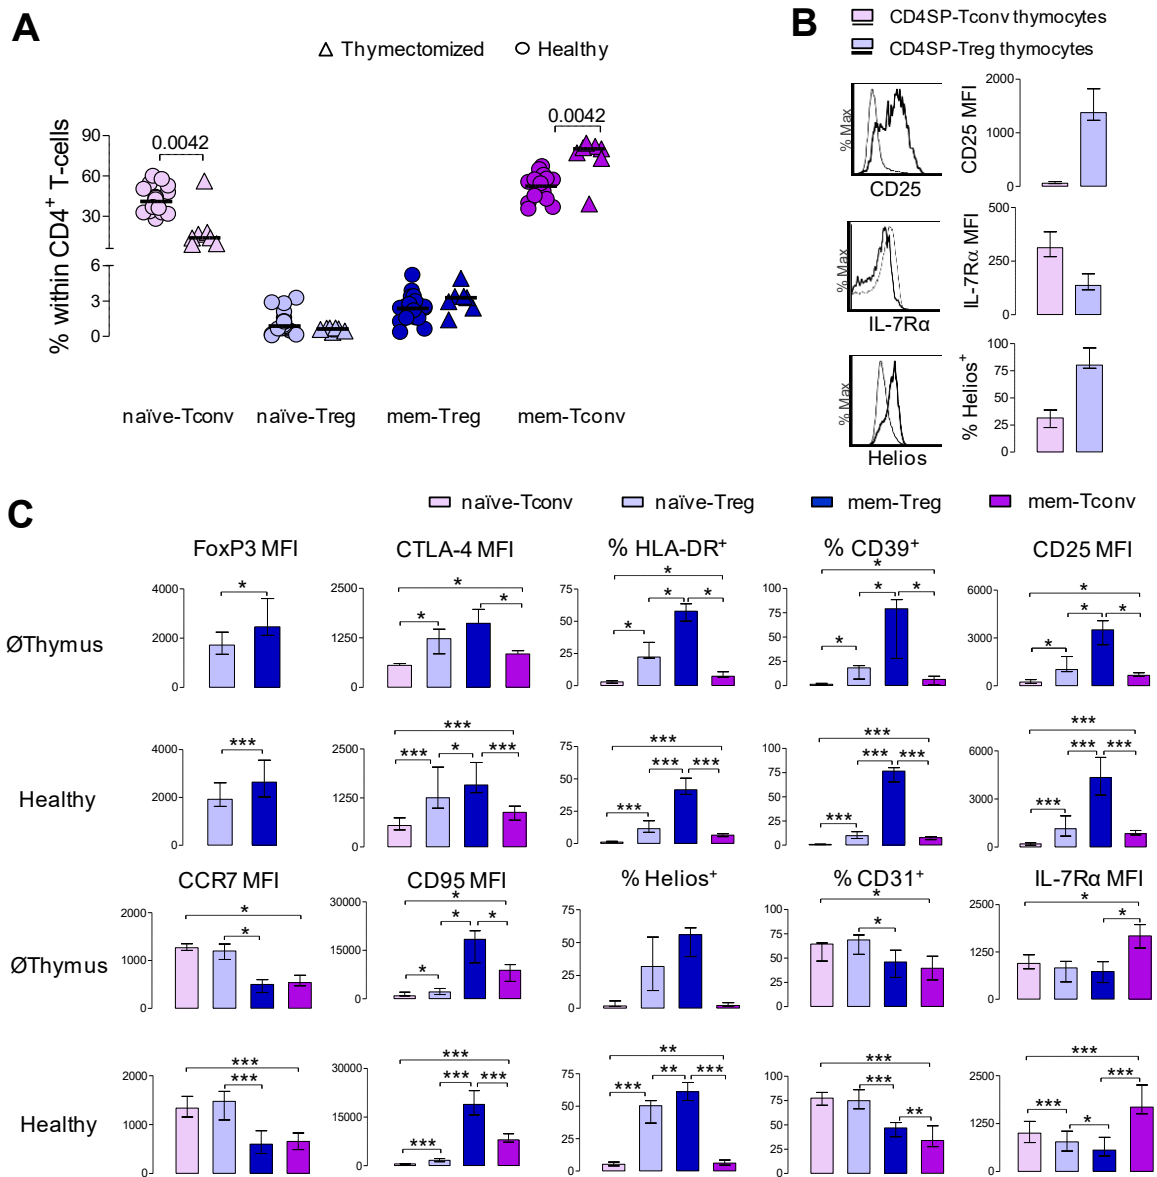 A
△ Thymectomized ○ Healthy
% within CD4+ T-cells
90
60
30
6
3
0
0.0042
0.0042
naïve-Tconv naïve-Treg mem-Treg mem-Tconv
B
CD4SP-Tconv thymocytes
CD4SP-Treg thymocytes
% Max
CD25
CD25 MFI
2000
1000
0
% Max
IL-7Rα
IL-7Rα MFI
500
250
0
% Max
Helios
% Helios+
100
75
50
25
0
C
naïve-Tconv naïve-Treg mem-Treg mem-Tconv
FoxP3 MFI CTLA-4 MFI % HLA-DR+ % CD39+ CD25 MFI
ØThymus
4000
2000
0
*
2500
1250
0
* * *
75
50
25
0
* * * *
100
75
50
25
0
* * * *
6000
3000
0
* * * *
Healthy
4000
2000
0
***
2500
1250
0
*** *** * ***
75
50
25
0
*** *** *** ***
100
75
50
25
0
*** *** *** ***
6000
3000
0
*** *** *** ***
CCR7 MFI CD95 MFI % Helios+ % CD31+ IL-7Rα MFI
ØThymus
2000
1000
0
* *
30000
15000
0
* * * *
75
50
25
0
100
75
50
25
0
* *
2500
1250
0
* *
Healthy
2000
1000
0
*** ***
30000
15000
0
*** *** *** ***
75
50
25
0
** *** ** ***
100
75
50
25
0
*** *** **
2500
1250
0
*** *** * ***